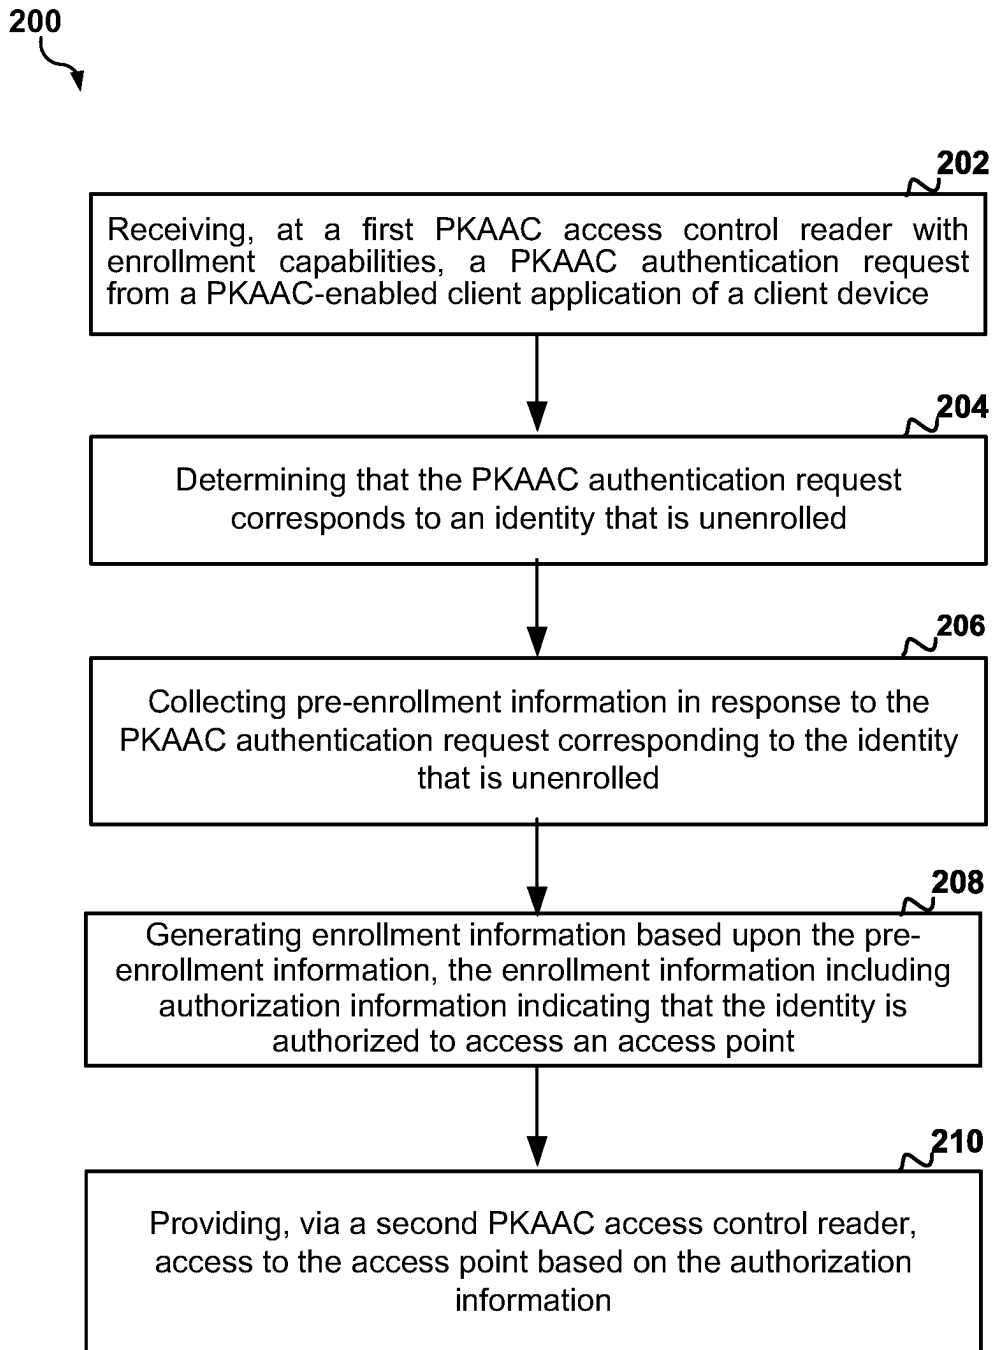 200
202
Receiving, at a first PKAAC access control reader with
enrollment capabilities, a PKAAC authentication request
from a PKAAC-enabled client application of a client device
204
Determining that the PKAAC authentication request
corresponds to an identity that is unenrolled
206
Collecting pre-enrollment information in response to the
PKAAC authentication request corresponding to the identity
that is unenrolled
208
Generating enrollment information based upon the pre-
enrollment information, the enrollment information including
authorization information indicating that the identity is
authorized to access an access point
210
Providing, via a second PKAAC access control reader,
access to the access point based on the authorization
information